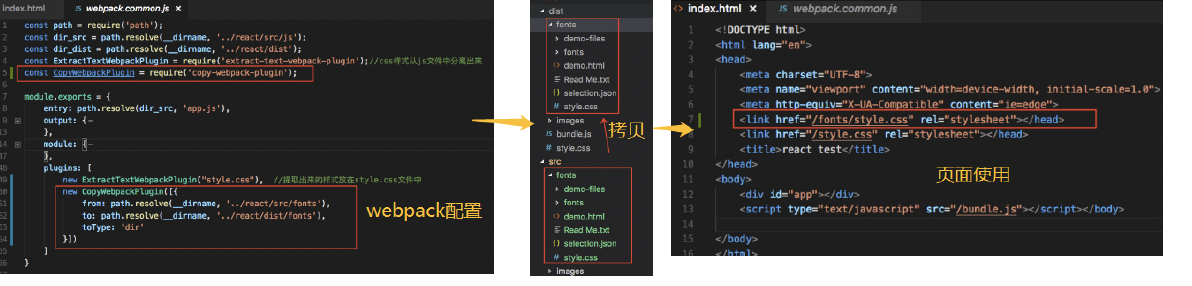 index.html
JS webpack.common.js ×
1 const path = require('path');
2 const dir_src = path.resolve(__dirname, '../react/src/js');
3 const dir_dist = path.resolve(__dirname, '../react/dist');
4 const ExtractTextWebpackPlugin = require('extract-text-webpack-plugin');//css样式从js文件中分离出来
5 const CopyWebpackPlugin = require('copy-webpack-plugin');
6
7 module.exports = {
8 entry: path.resolve(dir_src, 'app.js'),
9 output: {
13 },
14 module: {
47 },
48 plugins: [
49 new ExtractTextWebpackPlugin("style.css"), //提取出来的样式放在style.css文件中
50 new CopyWebpackPlugin([{
51 from: path.resolve(__dirname, '../react/src/fonts'),
52 to: path.resolve(__dirname, '../react/dist/fonts'),
53 toType: 'dir'
54 }])
55 ]
56 }
webpack配置
dist
fonts
demo-files
fonts
demo.html
Read Me.txt
{} selection.json
# style.css
images
JS bundle.js
# style.css
src
fonts
demo-files
fonts
demo.html
Read Me.txt
{} selection.json
# style.css
images
拷贝
<> index.html ×
JS webpack.common.js
1 <!DOCTYPE html>
2 <html lang="en">
3 <head>
4 <meta charset="UTF-8">
5 <meta name="viewport" content="width=device-width, initial-scale=1.0">
6 <meta http-equiv="X-UA-Compatible" content="ie=edge">
7 <link href="/fonts/style.css" rel="stylesheet"></head>
8 <link href="/style.css" rel="stylesheet"></head>
9 <title>react test</title>
10 </head>
11 <body>
12 <div id="app"></div>
13 <script type="text/javascript" src="/bundle.js"></script></body>
14
15 </body>
16 </html>
页面使用